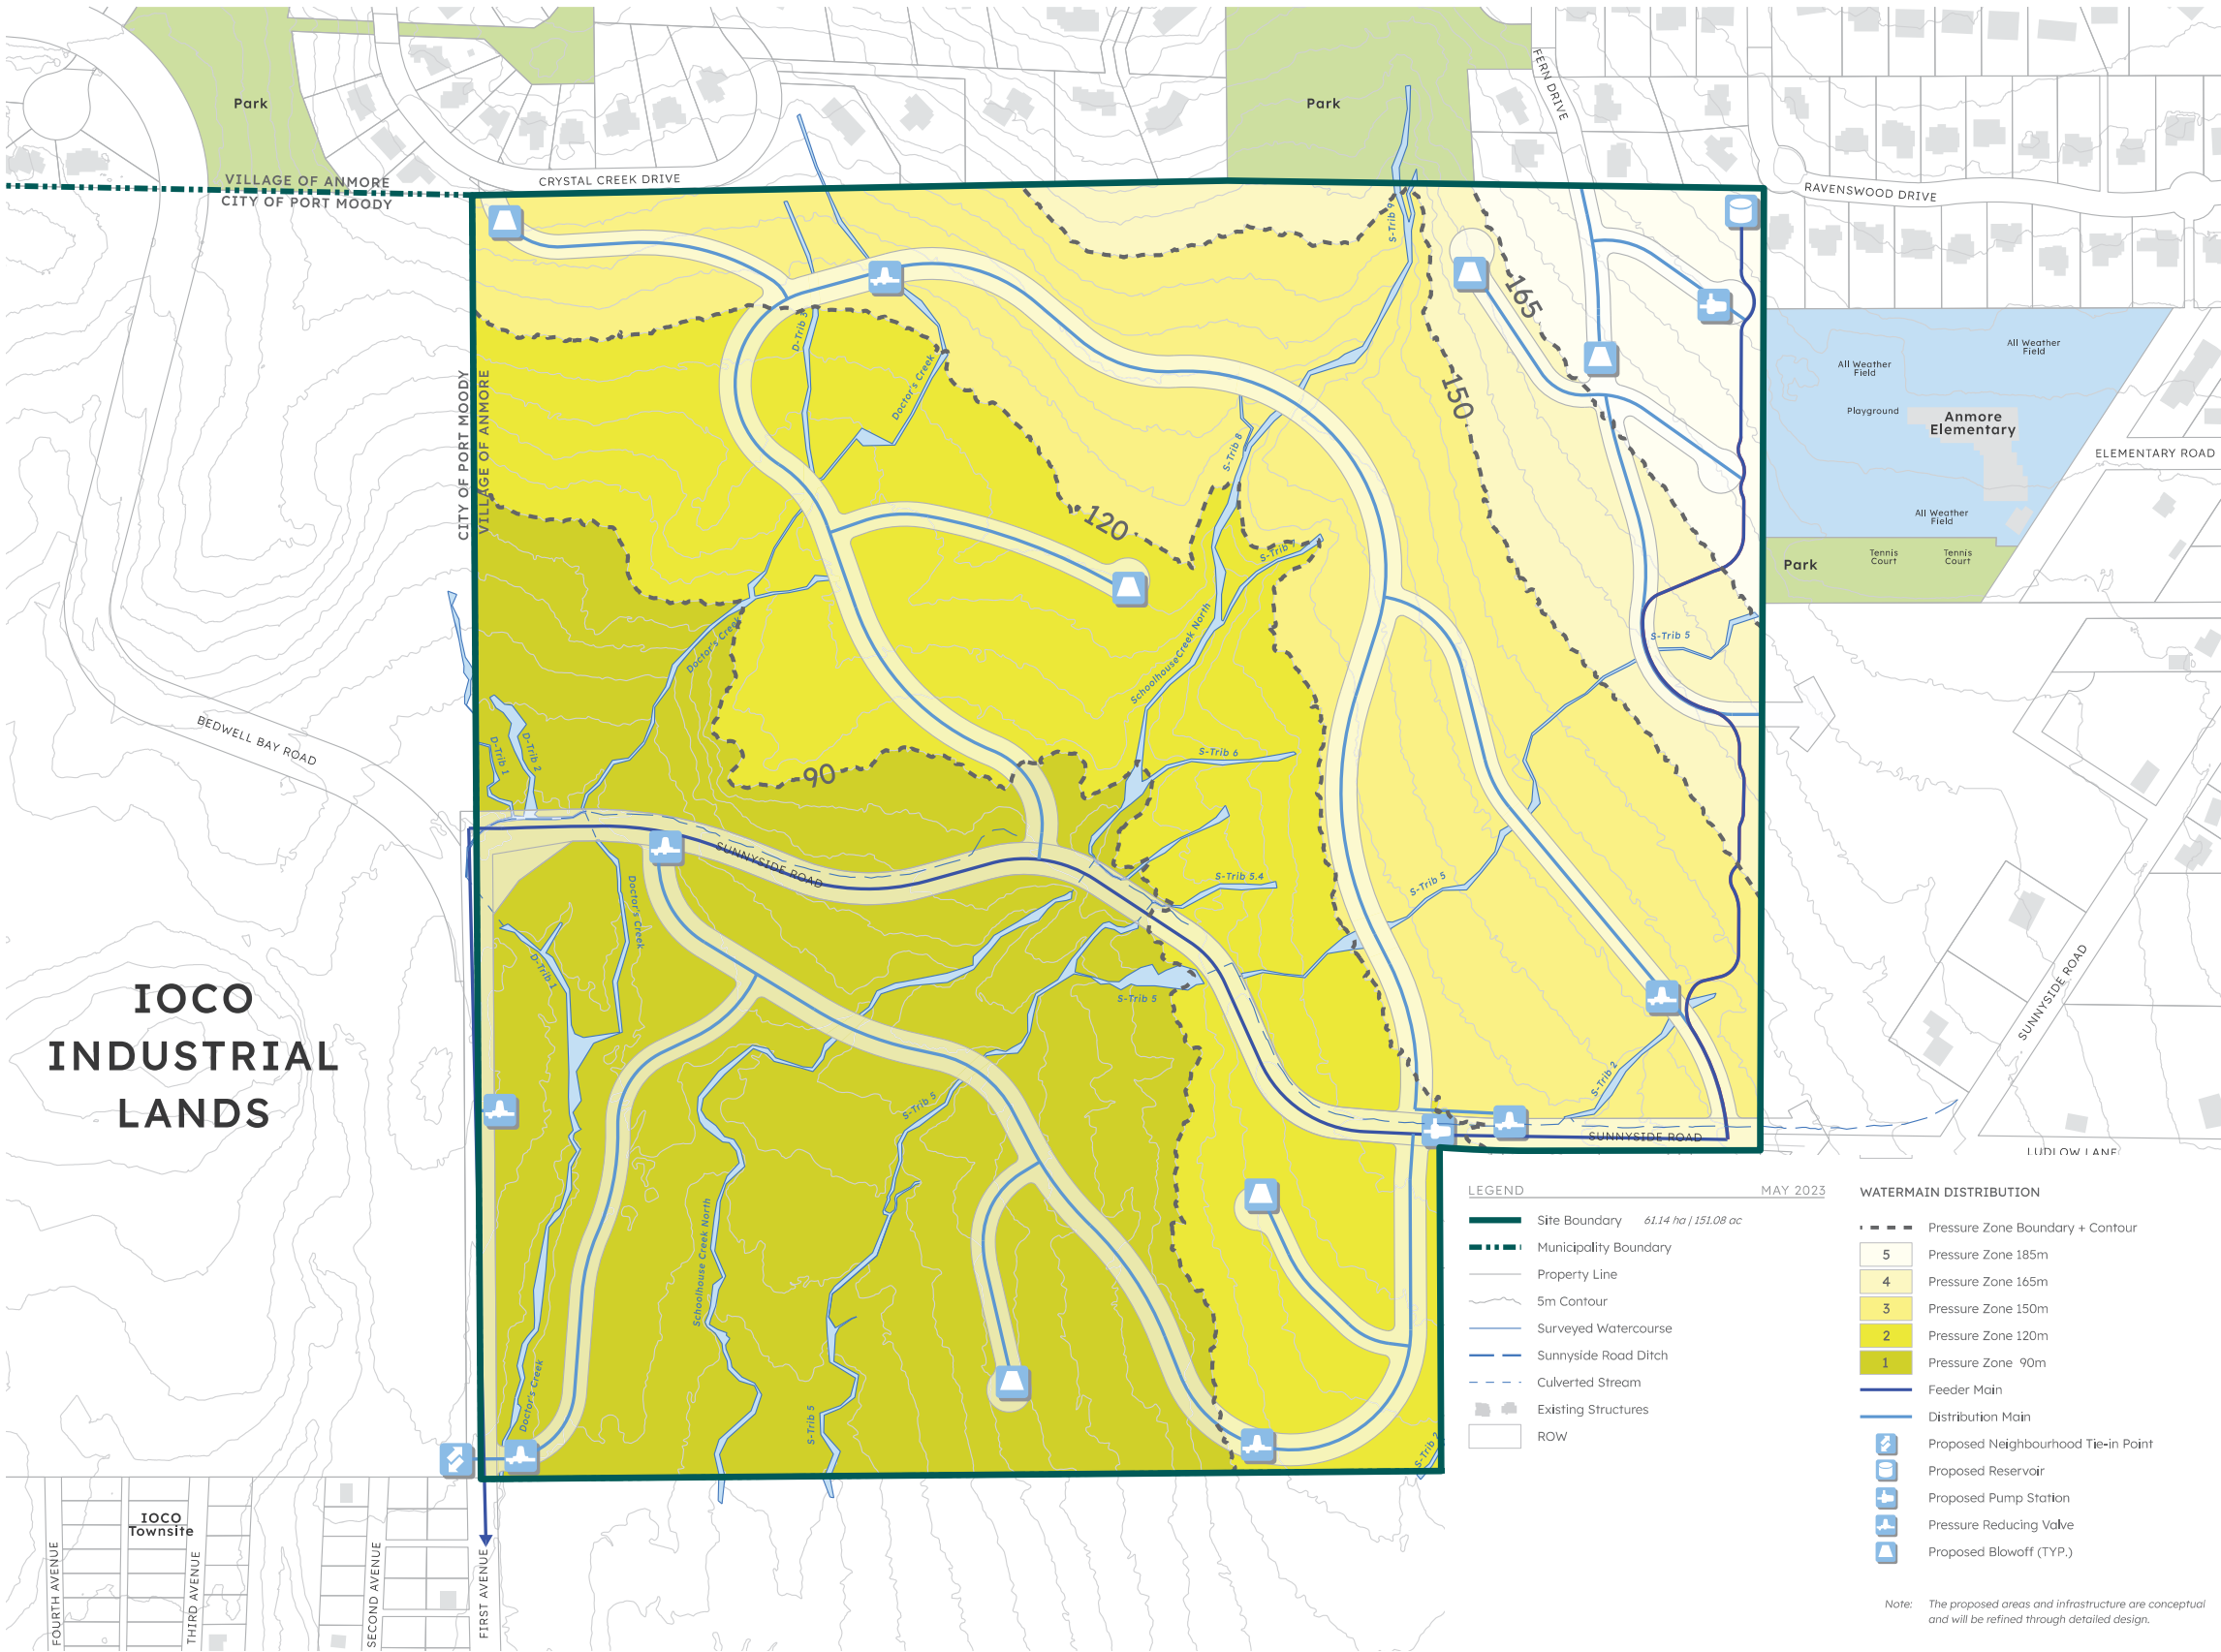 Park
Park
FERN DRIVE
VILLAGE OF ANMORE
CITY OF PORT MOODY
CRYSTAL CREEK DRIVE
RAVENSWOOD DRIVE
S-Trib 9
165
D-Trib 3
Doctor's Creek
150
All Weather
Field
All Weather
Field
Playground
Anmore
Elementary
ELEMENTARY ROAD
All Weather
Field
CITY OF PORT MOODY
VILLAGE OF ANMORE
S-Trib 8
120
S-Trib 7
Park
Tennis
Court
Tennis
Court
Doctor's Creek
Schoolhouse Creek North
S-Trib 5
BEDWELL BAY ROAD
D-Trib 1
D-Trib 2
S-Trib 6
90
SUNNYSIDE ROAD
S-Trib 5.4
S-Trib 5
Doctor's Creek
D-Trib 1
S-Trib 5
IOCO
INDUSTRIAL
LANDS
SUNNYSIDE ROAD
S-Trib 2
S-Trib 5
SUNNYSIDE ROAD
LUDLOW LANE
Schoolhouse Creek North
Doctor's Creek
S-Trib 5
S-Trib 2
IOCO
Townsite
FOURTH AVENUE
THIRD AVENUE
SECOND AVENUE
FIRST AVENUE
LEGEND
MAY 2023
Site Boundary 61.14 ha | 151.08 ac
Municipality Boundary
Property Line
5m Contour
Surveyed Watercourse
Sunnyside Road Ditch
Culverted Stream
Existing Structures
ROW
WATERMAIN DISTRIBUTION
Pressure Zone Boundary + Contour
5 Pressure Zone 185m
4 Pressure Zone 165m
3 Pressure Zone 150m
2 Pressure Zone 120m
1 Pressure Zone 90m
Feeder Main
Distribution Main
Proposed Neighbourhood Tie-in Point
Proposed Reservoir
Proposed Pump Station
Pressure Reducing Valve
Proposed Blowoff (TYP.)
Note: The proposed areas and infrastructure are conceptual
and will be refined through detailed design.